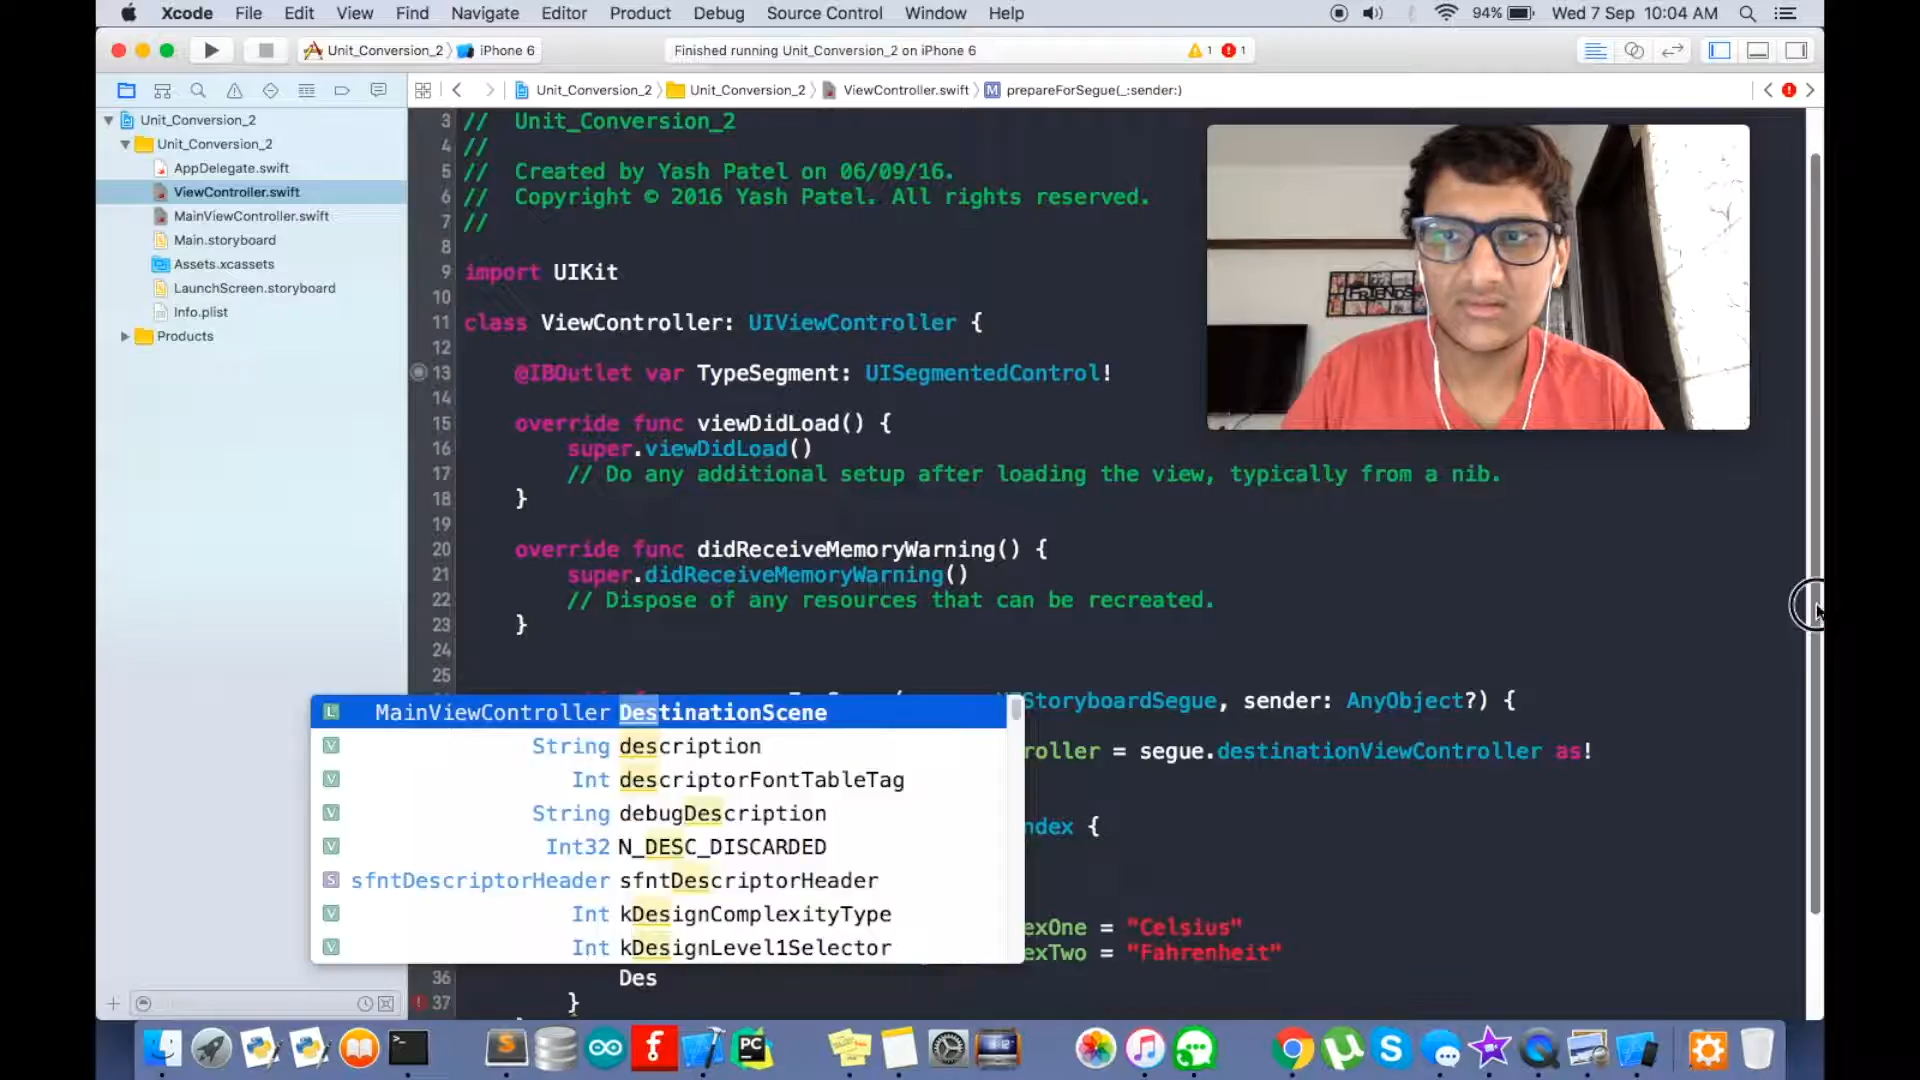 Xcode File Edit View Find Navigate Editor Product Debug Source Control Window Help 94% Wed 7 Sep 10:04 AM
Unit_Conversion_2 iPhone 6 Finished running Unit_Conversion_2 on iPhone 6 1 1
Unit_Conversion_2 Unit_Conversion_2 ViewController.swift M prepareForSegue(_:sender:)
Unit_Conversion_2
Unit_Conversion_2
AppDelegate.swift
ViewController.swift
MainViewController.swift
Main.storyboard
Assets.xcassets
LaunchScreen.storyboard
Info.plist
Products
3 // Unit_Conversion_2
4 //
5 // Created by Yash Patel on 06/09/16.
6 // Copyright © 2016 Yash Patel. All rights reserved.
7 //
8
9 import UIKit
10
11 class ViewController: UIViewController {
12
13 @IBOutlet var TypeSegment: UISegmentedControl!
14
15 override func viewDidLoad() {
16 super.viewDidLoad()
17 // Do any additional setup after loading the view, typically from a nib.
18 }
19
20 override func didReceiveMemoryWarning() {
21 super.didReceiveMemoryWarning()
22 // Dispose of any resources that can be recreated.
23 }
24
25
StoryboardSegue, sender: AnyObject?) {
roller = segue.destinationViewController as!
ndex {
exOne = "Celsius"
exTwo = "Fahrenheit"
L MainViewController DestinationScene
V String description
V Int descriptorFontTableTag
V String debugDescription
V Int32 N_DESC_DISCARDED
S sfntDescriptorHeader sfntDescriptorHeader
V Int kDesignComplexityType
V Int kDesignLevel1Selector
36 Des
37 }
FRIENDS
PC